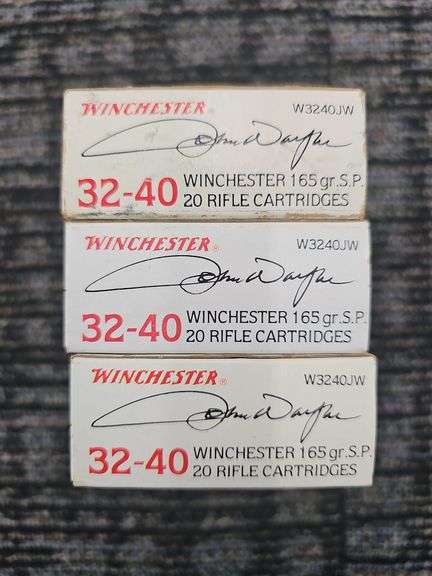 WINCHESTER® W3240JW
John Wayne
32-40 WINCHESTER 165 gr. S.P.
20 RIFLE CARTRIDGES
WINCHESTER® W3240JW
John Wayne
32-40 WINCHESTER 165 gr. S.P.
20 RIFLE CARTRIDGES
WINCHESTER® W3240JW
John Wayne
32-40 WINCHESTER 165 gr. S.P.
20 RIFLE CARTRIDGES